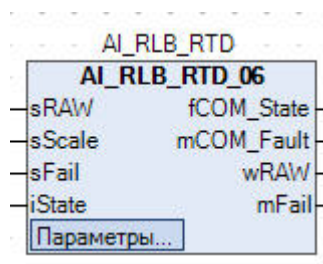 AI_RLB_RTD
AI_RLB_RTD_06
sRAW fCOM_State
sScale mCOM_Fault
sFail wRAW
iState mFail
Параметры...